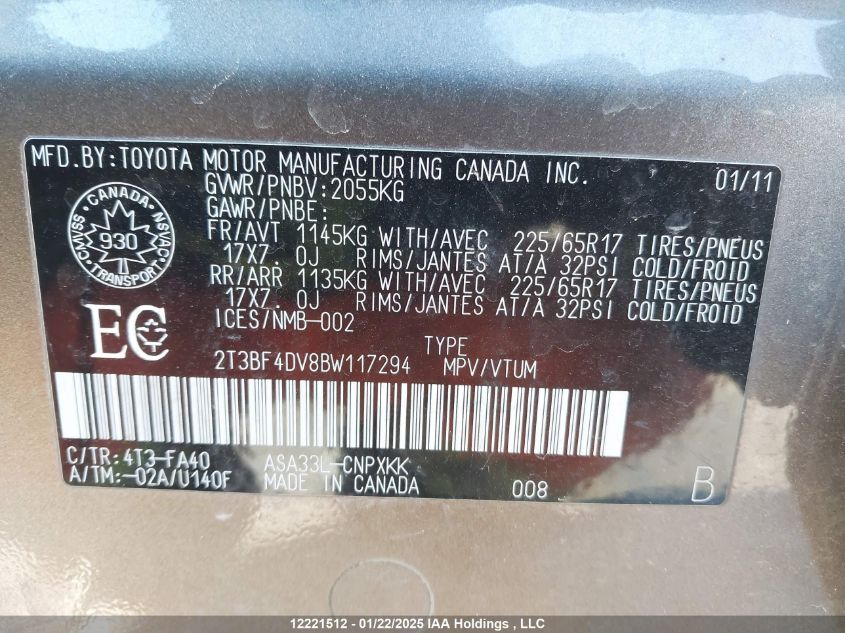 MFD.BY:TOYOTA MOTOR MANUFACTURING CANADA INC. 01/11
GVWR/PNBV:2055KG
GAWR/PNBE:
FR/AVT 1145KG WITH/AVEC 225/65R17 TIRES/PNEUS
17X7.0J RIMS/JANTES AT/A 32PSI COLD/FROID
RR/ARR 1135KG WITH/AVEC 225/65R17 TIRES/PNEUS
17X7.0J RIMS/JANTES AT/A 32PSI COLD/FROID
ICES/NMB-002
CANADA
CMVSS 930 NSVAC
TRANSPORT
EC
TYPE
2T3BF4DV8BW117294 MPV/VTUM
C/TR:4T3-FA40 ASA33L-CNPXKK
A/TM:-02A/U140F MADE IN CANADA 008 B
12221512 - 01/22/2025 IAA Holdings , LLC